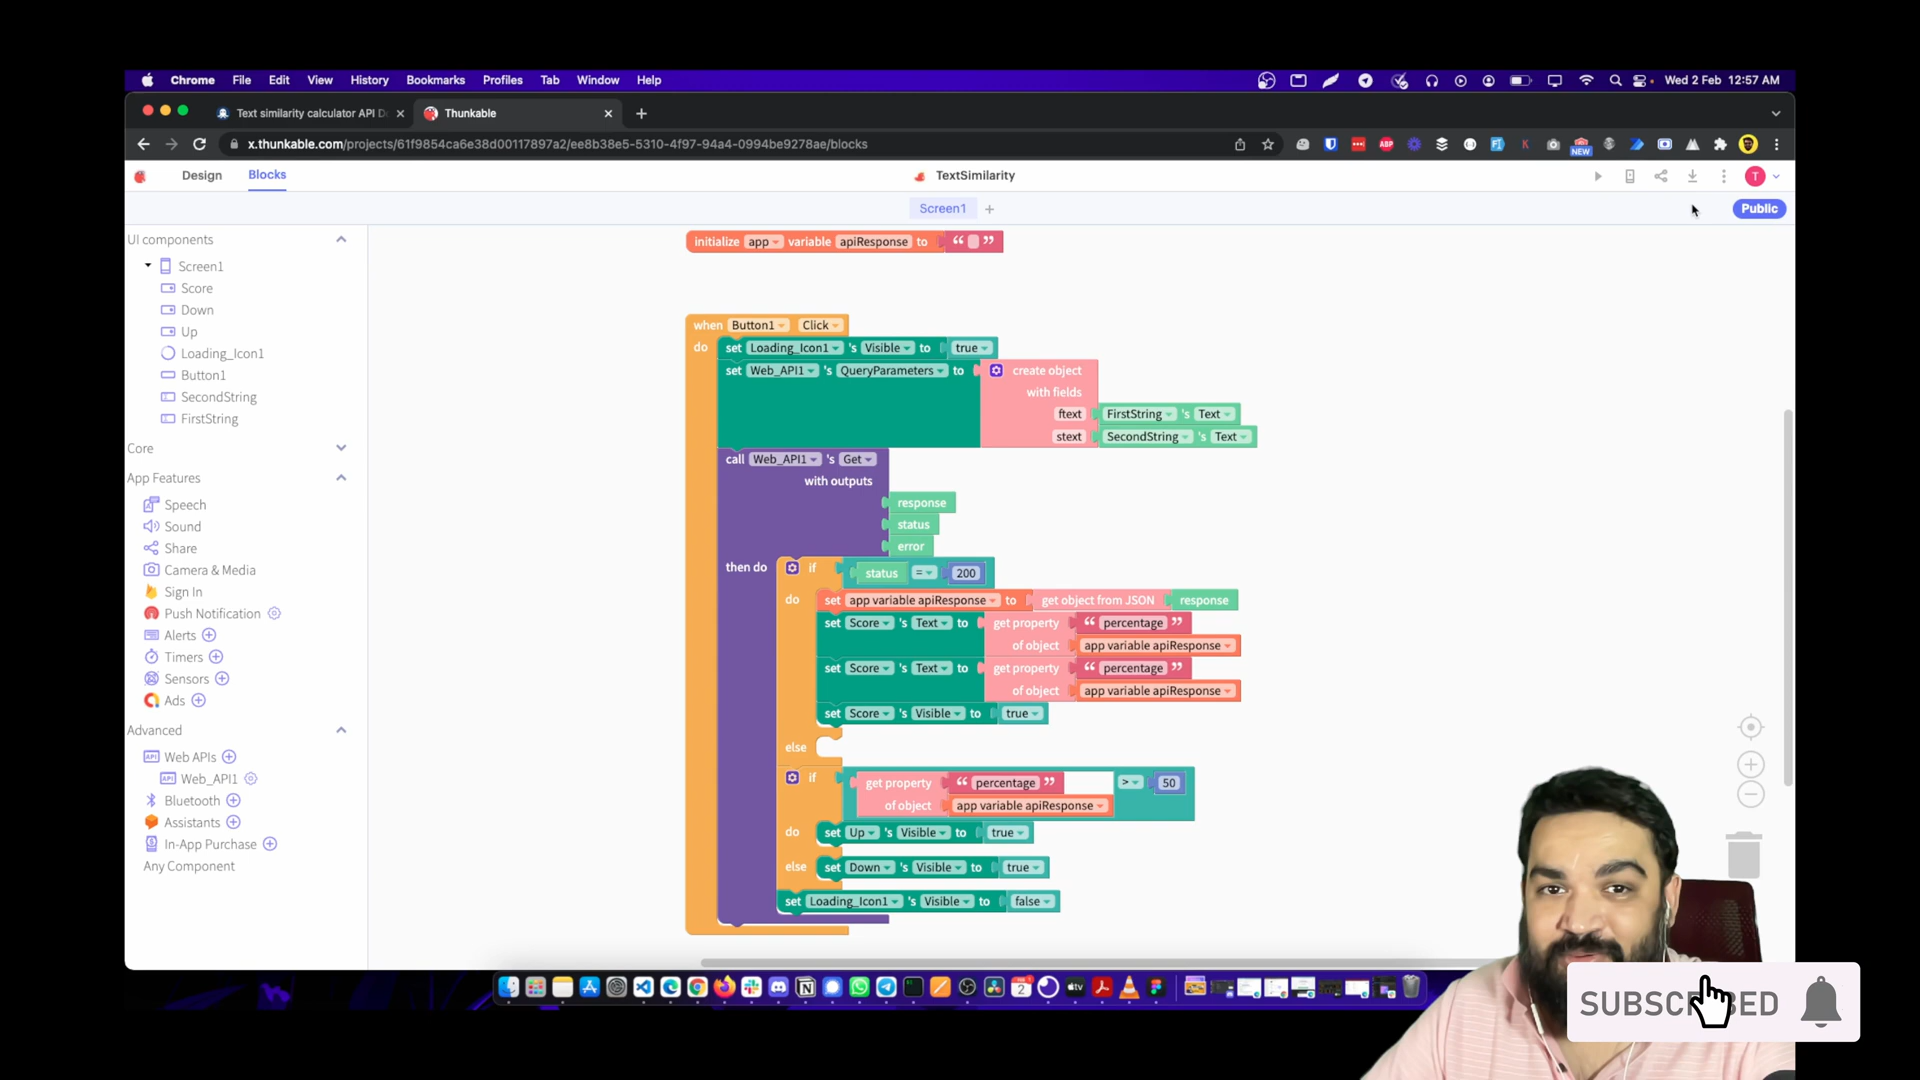 Chrome File Edit View History Bookmarks Profiles Tab Window Help Wed 2 Feb 12:57 AM
Text similarity calculator API D Thunkable
x.thunkable.com/projects/61f9854ca6e38d00117897a2/ee8b38e5-5310-4f97-94a4-0994be9278ae/blocks ABP NEW
Design Blocks TextSimilarity T
Screen1 Public
UI components
Screen1
Score
Down
Up
Loading_Icon1
Button1
SecondString
FirstString
Core
App Features
Speech
Sound
Share
Camera & Media
Sign In
Push Notification
Alerts
Timers
Sensors
Ads
Advanced
Web APIs
API Web_API1
Bluetooth
Assistants
In-App Purchase
Any Component
initialize app variable apiResponse to “ ”
when Button1 Click
do set Loading_Icon1 's Visible to true
set Web_API1 's QueryParameters to create object
with fields
ftext FirstString 's Text
stext SecondString 's Text
call Web_API1 's Get
with outputs
response
status
error
then do if status = 200
do set app variable apiResponse to get object from JSON response
set Score 's Text to get property “ percentage ”
of object app variable apiResponse
set Score 's Text to get property “ percentage ”
of object app variable apiResponse
set Score 's Visible to true
else
if get property “ percentage ” > 50
of object app variable apiResponse
do set Up 's Visible to true
else set Down 's Visible to true
set Loading_Icon1 's Visible to false
SUBSCRIBED